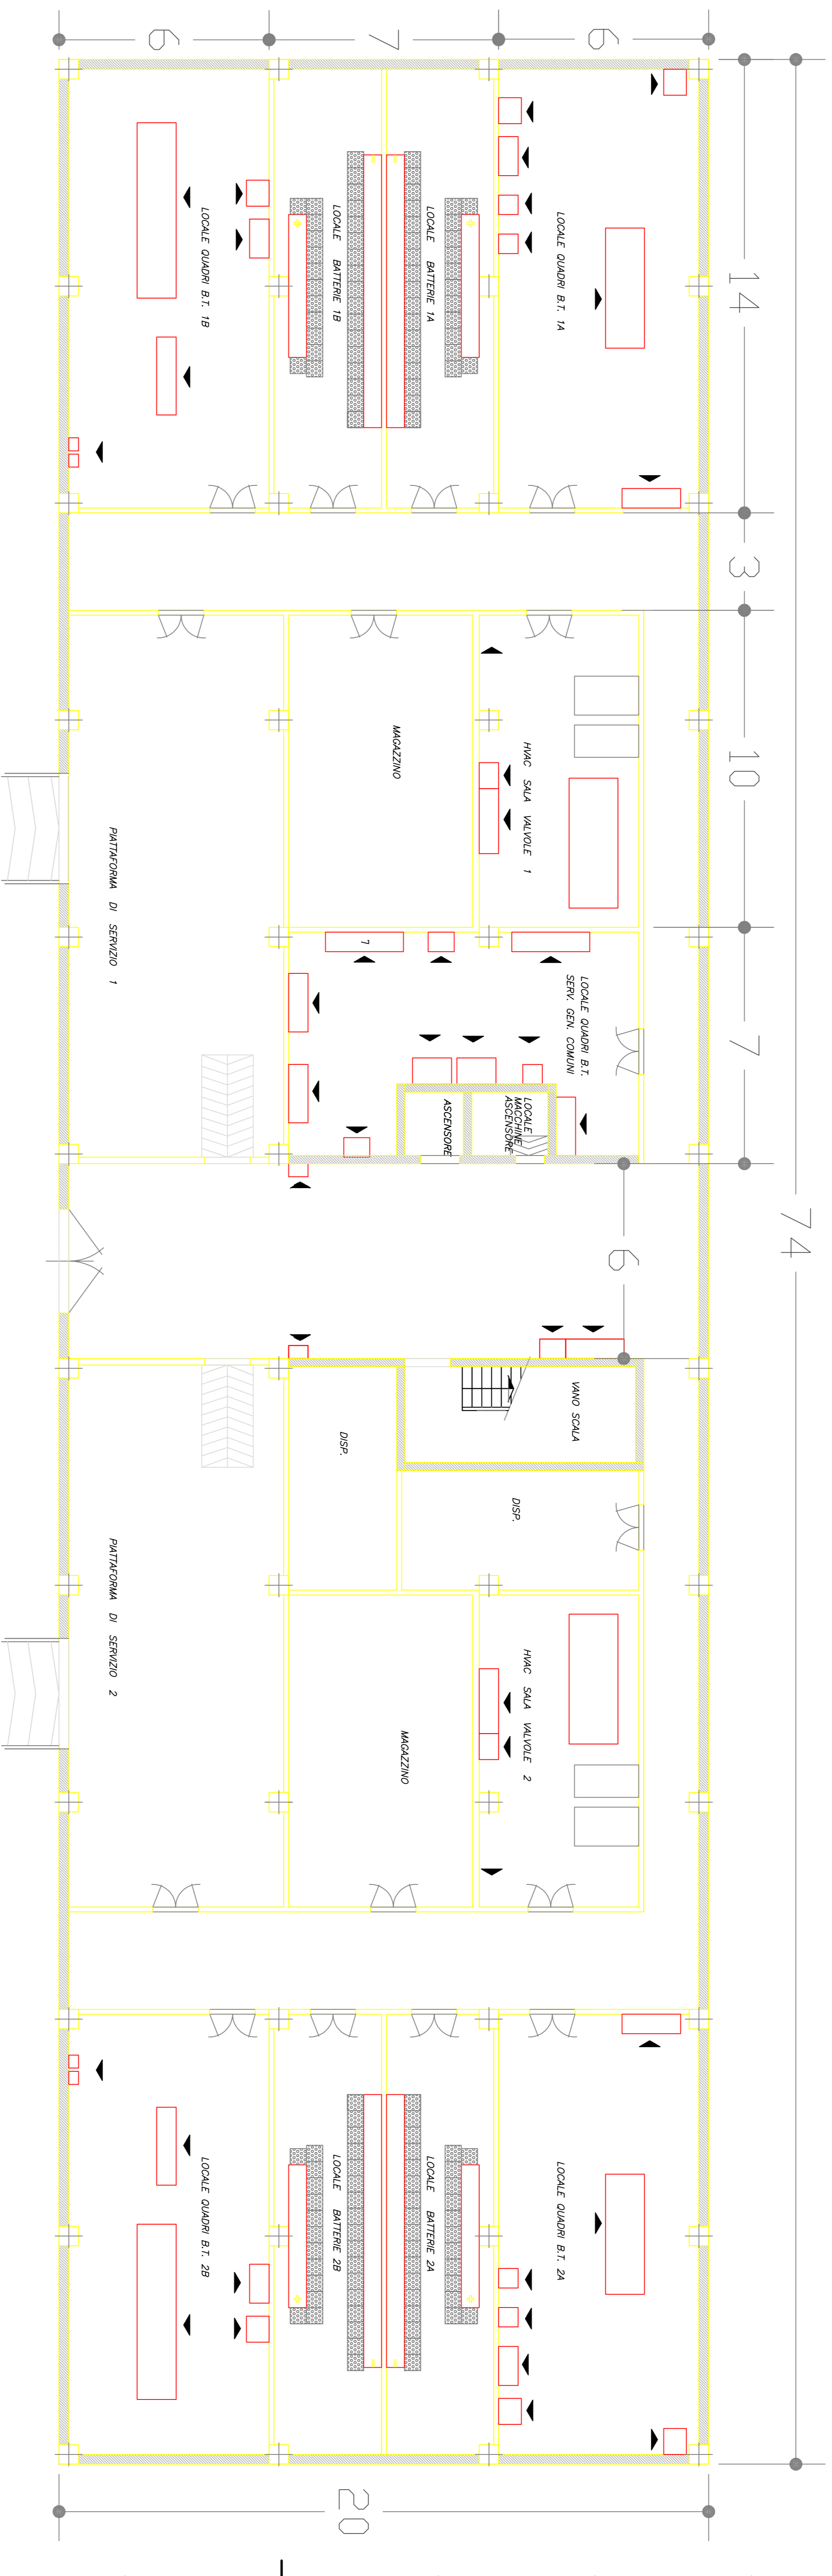 6
7
6
14
3
10
7
74
6
20
LOCALE QUADRI B.T. 1B
LOCALE BATTERIE 1B
LOCALE BATTERIE 1A
LOCALE QUADRI B.T. 1A
MAGAZZINO
HVAC SALA VALVOLE 1
PIATTAFORMA DI SERVIZIO 1
7
LOCALE QUADRI B.T.
SERV. GEN. COMUNI
ASCENSORE
LOCALE
MACCHINE
ASCENSORE
VANO SCALA
DISP.
DISP.
PIATTAFORMA DI SERVIZIO 2
MAGAZZINO
HVAC SALA VALVOLE 2
LOCALE QUADRI B.T. 2B
LOCALE BATTERIE 2B
LOCALE BATTERIE 2A
LOCALE QUADRI B.T. 2A